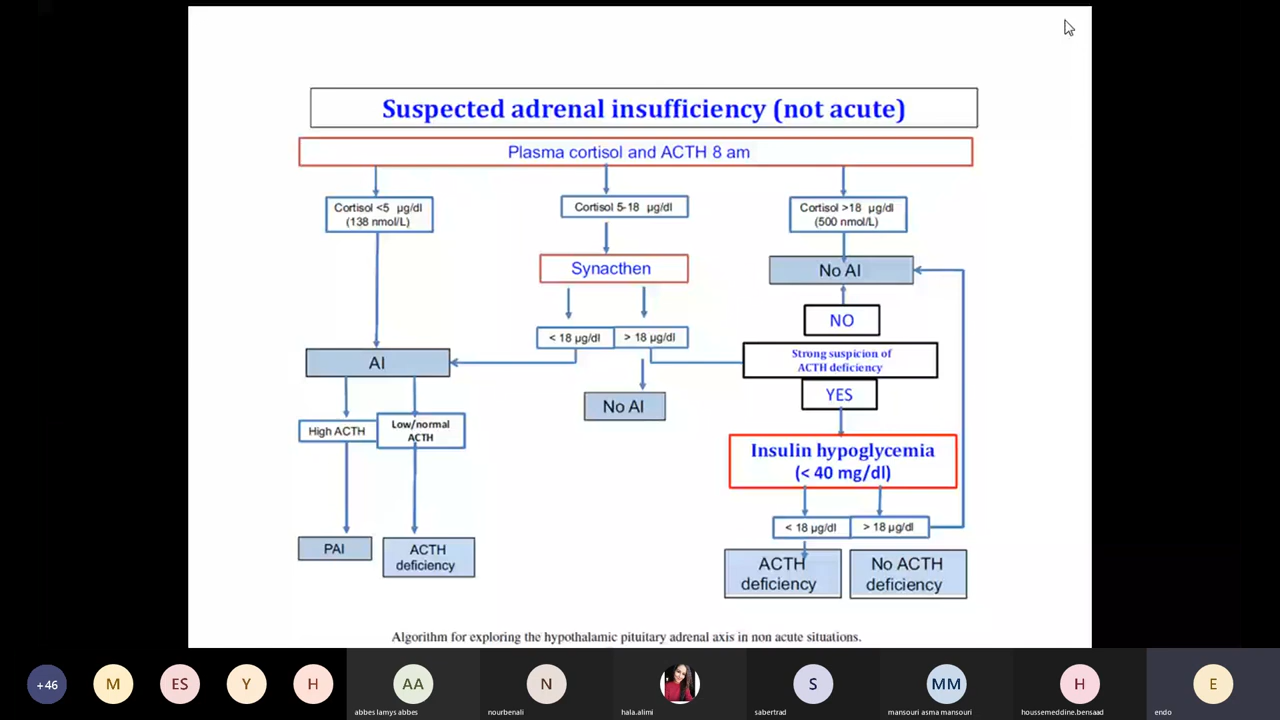 Suspected adrenal insufficiency (not acute)
Plasma cortisol and ACTH 8 am
Cortisol <5 µg/dl
(138 nmol/L)
Cortisol 5-18 µg/dl
Cortisol >18 µg/dl
(500 nmol/L)
Synacthen
No AI
NO
< 18 µg/dl
> 18 µg/dl
Strong suspicion of
ACTH deficiency
AI
YES
No AI
High ACTH
Low/normal
ACTH
Insulin hypoglycemia
(< 40 mg/dl)
< 18 µg/dl
> 18 µg/dl
PAI
ACTH
deficiency
ACTH
deficiency
No ACTH
deficiency
Algorithm for exploring the hypothalamic pituitary adrenal axis in non acute situations.
+46
M
ES
Y
H
AA
N
S
MM
H
E
abbes lamys abbes
nourbenali
hala.alimi
sabertrad
mansouri asma mansouri
houssemeddine.bensaad
endo